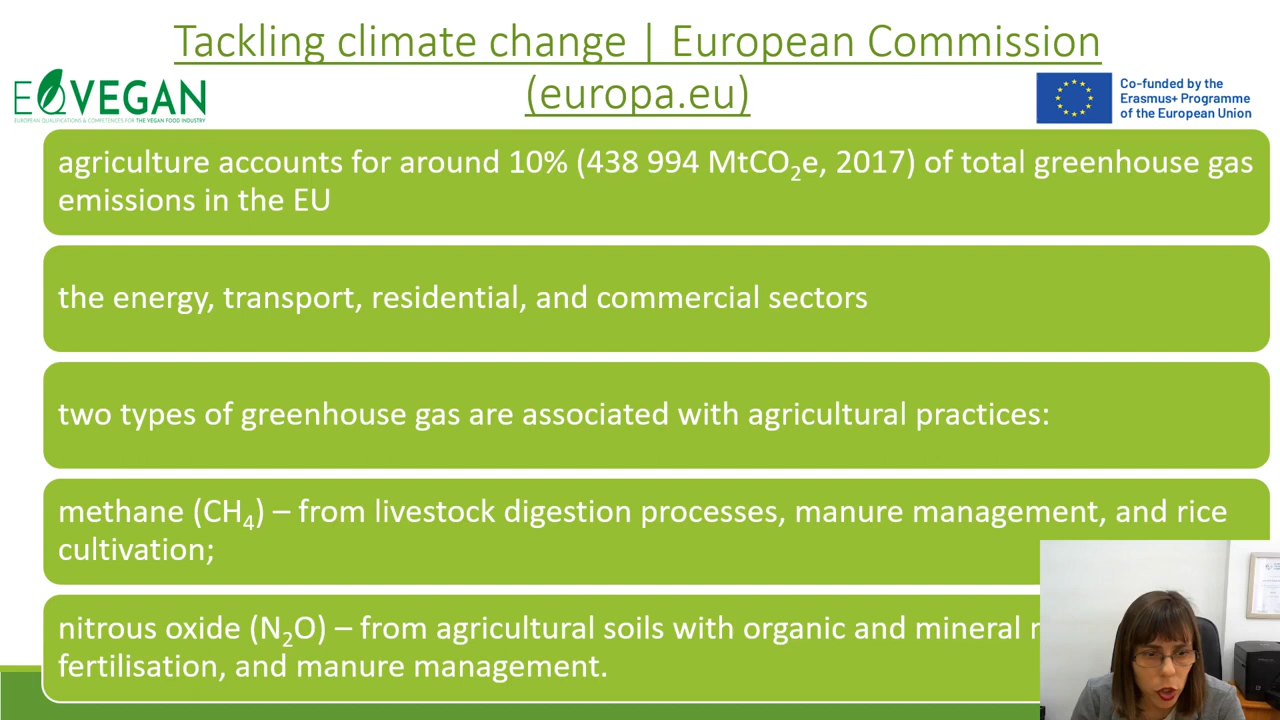 Tackling climate change | European Commission
(europa.eu)
EQVEGAN
EUROPEAN QUALIFICATIONS & COMPETENCES FOR THE VEGAN FOOD INDUSTRY
Co-funded by the
Erasmus+ Programme
of the European Union
agriculture accounts for around 10% (438 994 MtCO₂e, 2017) of total greenhouse gas
emissions in the EU
the energy, transport, residential, and commercial sectors
two types of greenhouse gas are associated with agricultural practices:
methane (CH₄) – from livestock digestion processes, manure management, and rice
cultivation;
nitrous oxide (N₂O) – from agricultural soils with organic and mineral
fertilisation, and manure management.